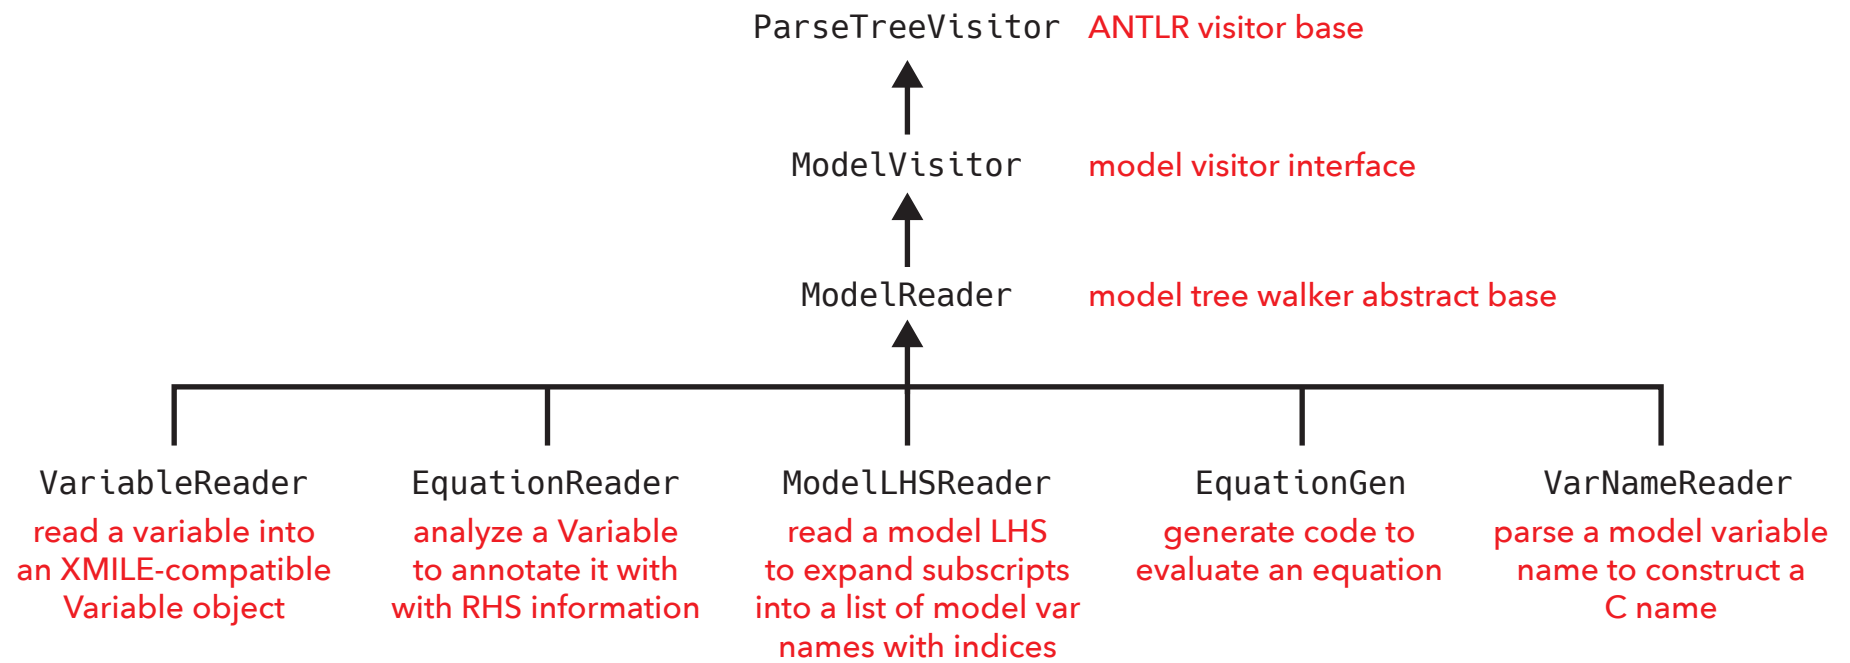 ParseTreeVisitor ANTLR visitor base
ModelVisitor model visitor interface
ModelReader model tree walker abstract base
VariableReader
read a variable into
an XMILE-compatible
Variable object
EquationReader
analyze a Variable
to annotate it with
with RHS information
ModelLHSReader
read a model LHS
to expand subscripts
into a list of model var
names with indices
EquationGen
generate code to
evaluate an equation
VarNameReader
parse a model variable
name to construct a
C name